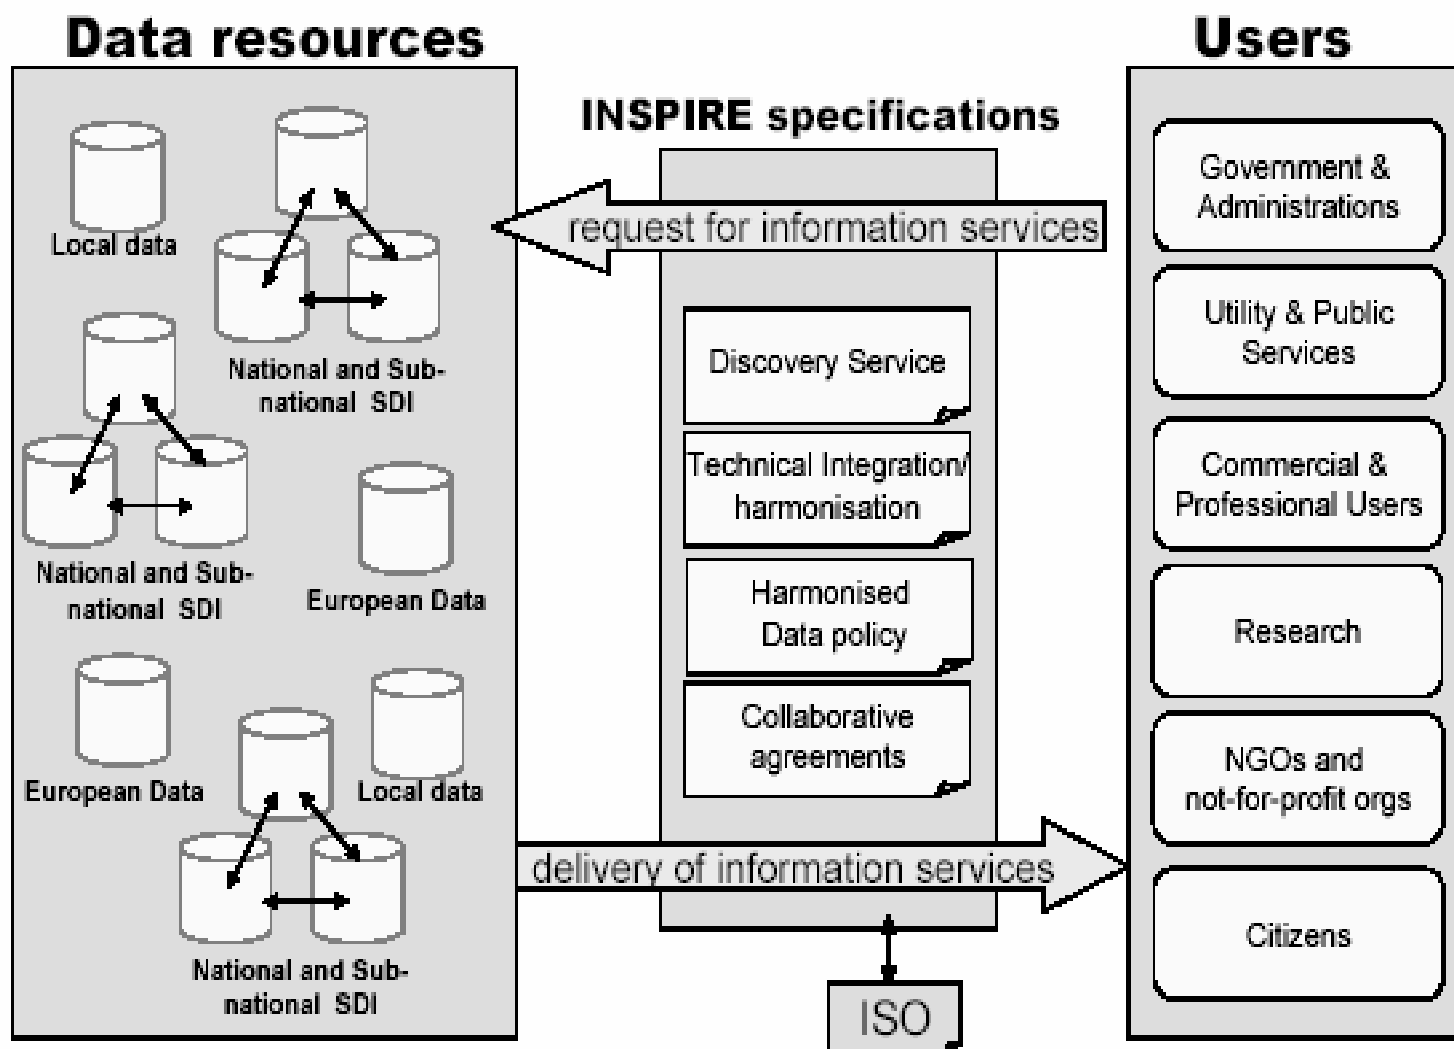 Data resources
Local data
National and Sub-
national SDI
National and Sub-
national SDI
European Data
European Data
Local data
National and Sub-
national SDI
INSPIRE specifications
request for information services
Discovery Service
Technical Integration/
harmonisation
Harmonised
Data policy
Collaborative
agreements
delivery of information services
ISO
Users
Government &
Administrations
Utility & Public
Services
Commercial &
Professional Users
Research
NGOs and
not-for-profit orgs
Citizens